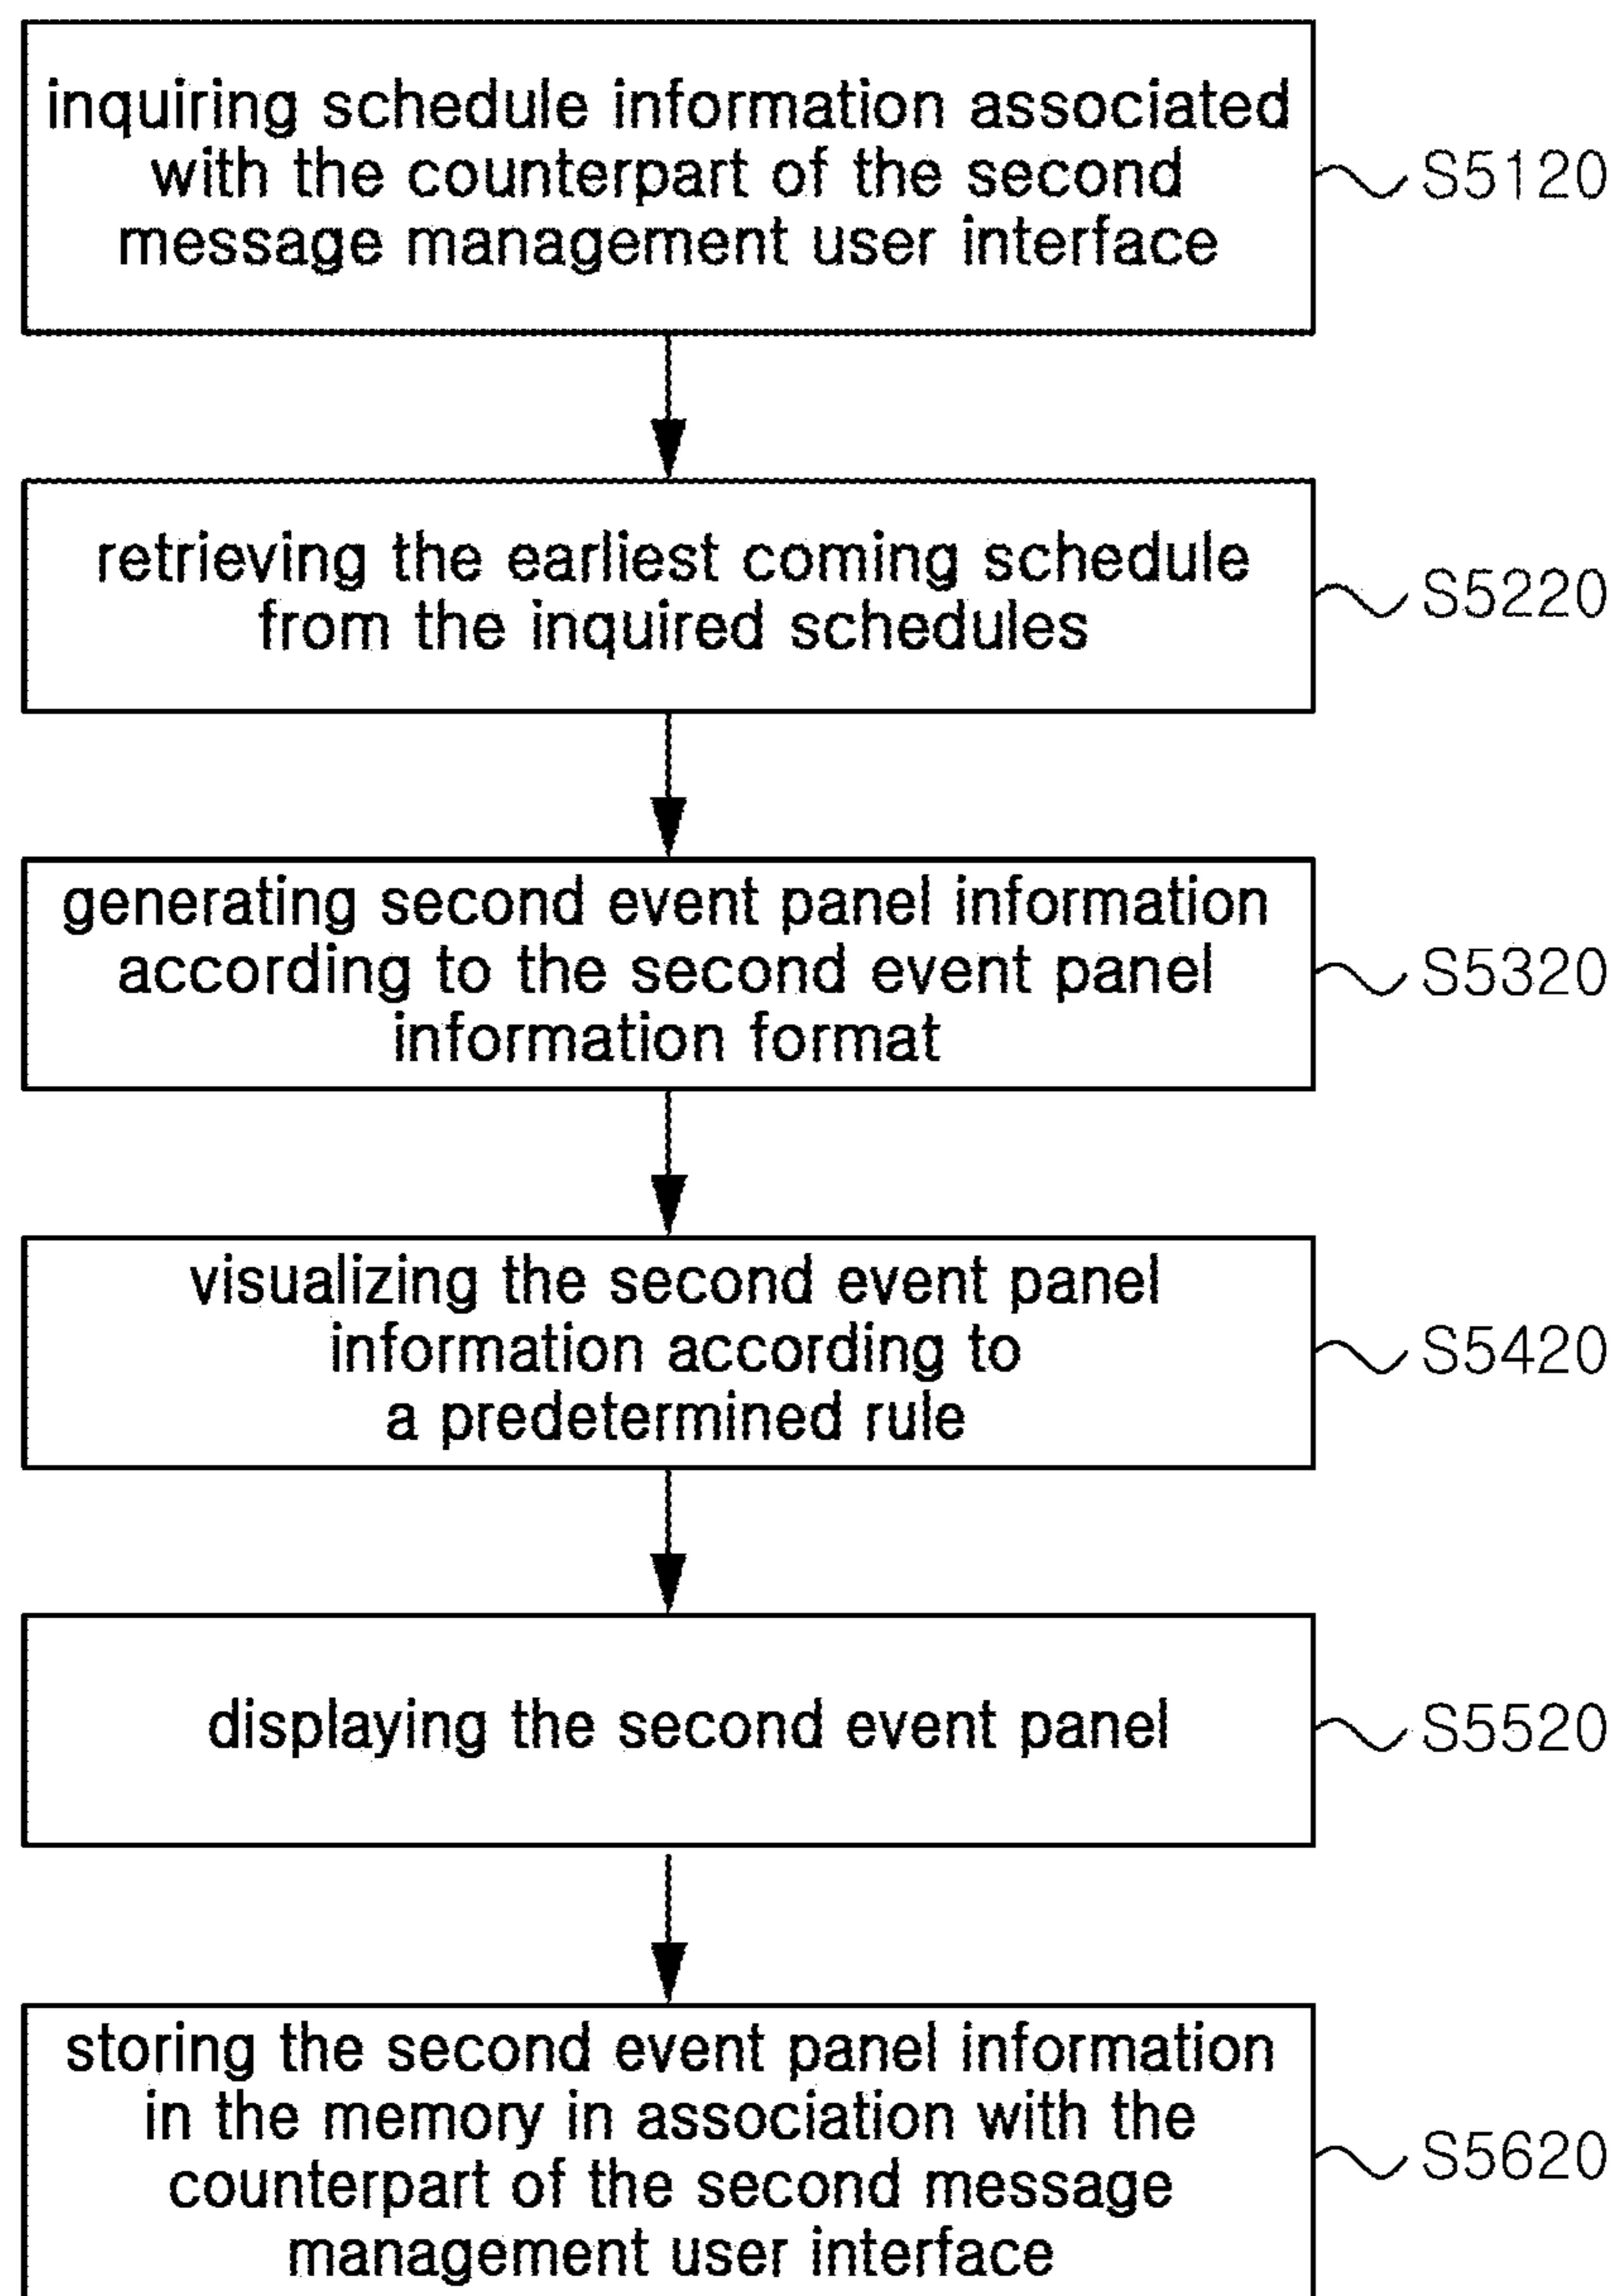 inquiring schedule information associated
with the counterpart of the second
message management user interface
S5120
retrieving the earliest coming schedule
from the inquired schedules
S5220
generating second event panel information
according to the second event panel
information format
S5320
visualizing the second event panel
information according to
a predetermined rule
S5420
displaying the second event panel
S5520
storing the second event panel information
in the memory in association with the
counterpart of the second message
management user interface
S5620